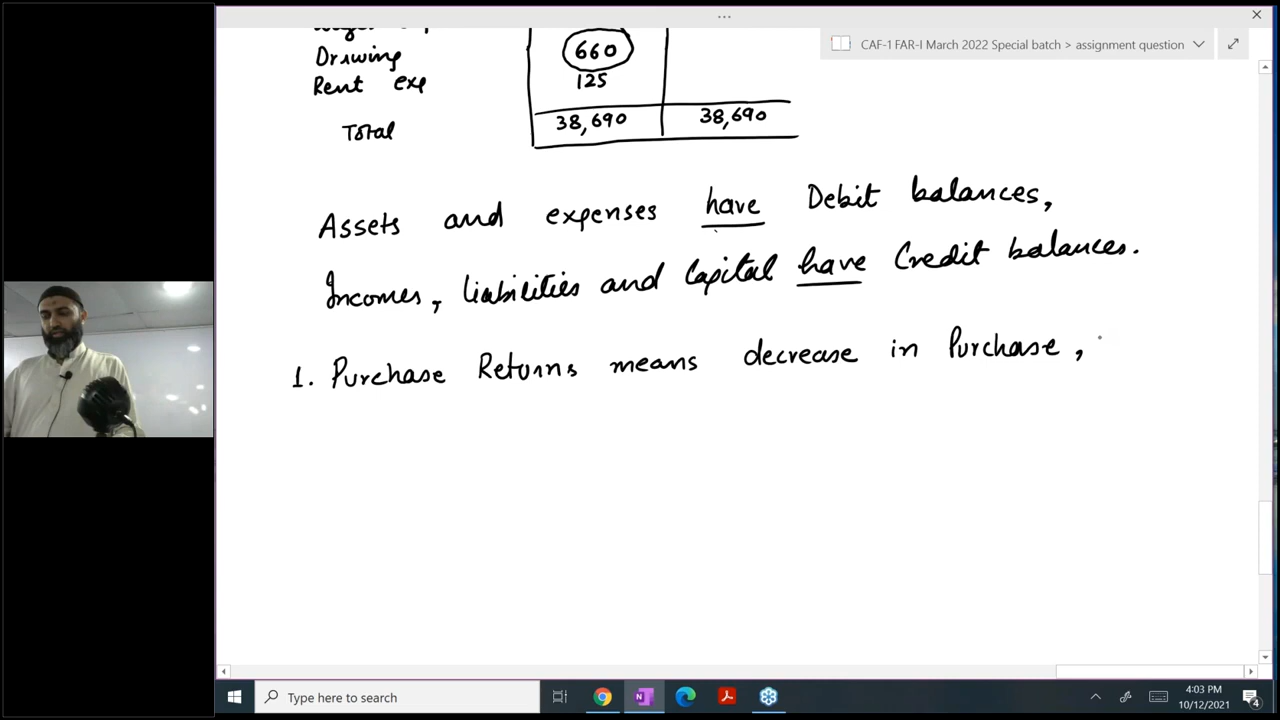 CAF-1 FAR-I March 2022 Special batch > assignment question
Drawing 660
Rent exp 125
Total 38,690 38,690
Assets and expenses have Debit balances,
Incomes, liabilities and Capital have Credit balances.
1. Purchase Returns means decrease in Purchase,
Type here to search
4:03 PM
10/12/2021
4